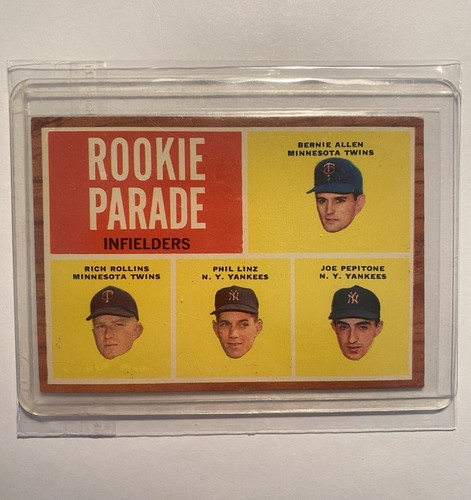 ROOKIE
PARADE
INFIELDERS
BERNIE ALLEN
MINNESOTA TWINS
RICH ROLLINS
MINNESOTA TWINS
PHIL LINZ
N. Y. YANKEES
JOE PEPITONE
N. Y. YANKEES